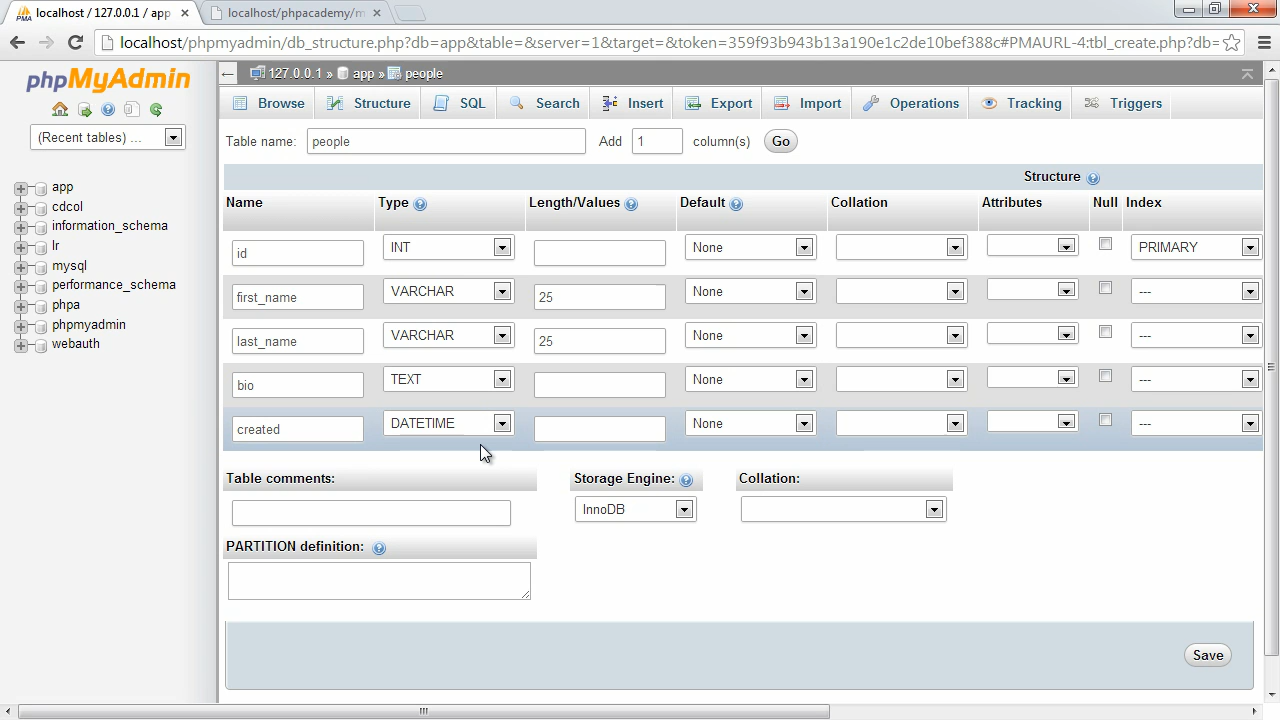 localhost / 127.0.0.1 / app
localhost/phpacademy/m
localhost/phpmyadmin/db_structure.php?db=app&table=&server=1&target=&token=359f93b943b13a190e1c2de10bef388c#PMAURL-4:tbl_create.php?db=
phpMyAdmin
(Recent tables) ...
app
cdcol
information_schema
lr
mysql
performance_schema
phpa
phpmyadmin
webauth
127.0.0.1 » app » people
Browse Structure SQL Search Insert Export Import Operations Tracking Triggers
Table name: people Add 1 column(s) Go
Structure
Name Type Length/Values Default Collation Attributes Null Index
id INT None PRIMARY
first_name VARCHAR 25 None ---
last_name VARCHAR 25 None ---
bio TEXT None ---
created DATETIME None ---
Table comments: Storage Engine: Collation:
InnoDB
PARTITION definition:
Save